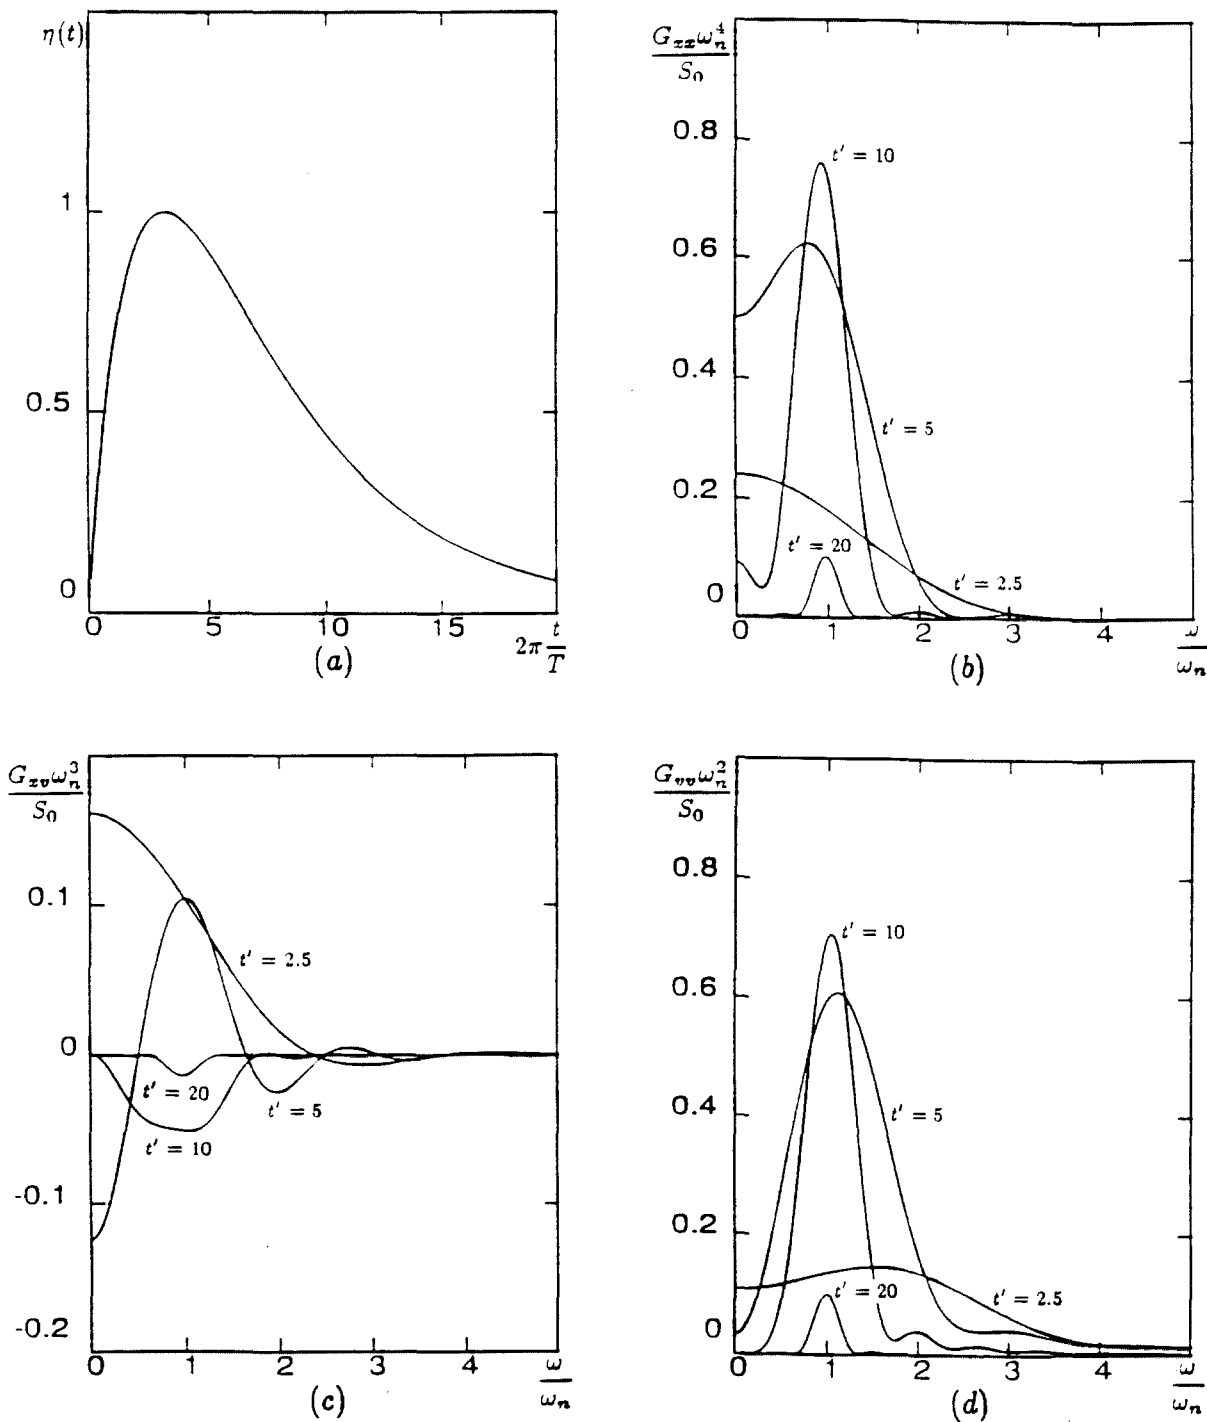 η(t)
1
0.5
0
0 5 10 15 2π t/T
(a)
G_xx ω_n^4 / S_0
0.8
0.6
0.4
0.2
0
t' = 10
t' = 5
t' = 20
t' = 2.5
0 1 2 3 4 ω/ω_n
(b)
G_xv ω_n^3 / S_0
0.1
0
-0.1
-0.2
t' = 2.5
t' = 20
t' = 5
t' = 10
0 1 2 3 4 ω/ω_n
(c)
G_vv ω_n^2 / S_0
0.8
0.6
0.4
0.2
0
t' = 10
t' = 5
t' = 20
t' = 2.5
0 1 2 3 4 ω/ω_n
(d)